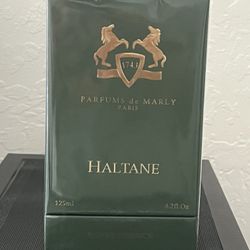 1743
PARFUMS de MARLY
PARIS
HALTANE
125ml 4.2fl.Oz